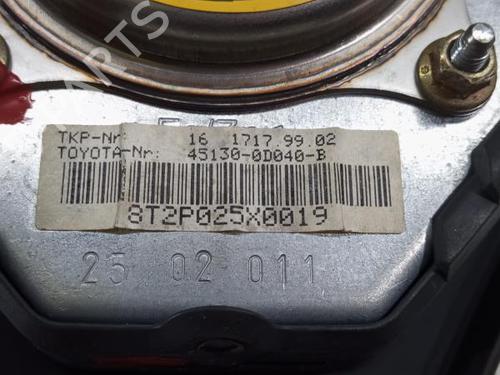 TKP-Nr: 16 1717.99.02
TOYOTA-Nr: 45130-0D040-B
8T2P025X0019
25 02 011